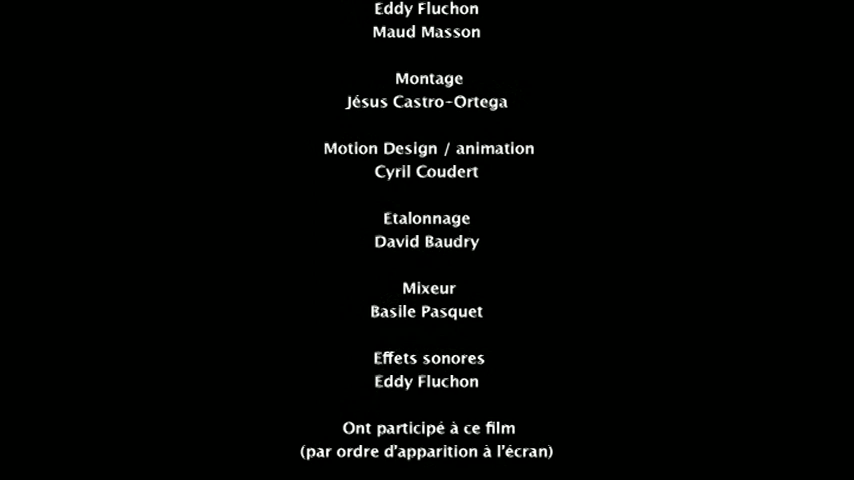 Eddy Fluchon
Maud Masson
Montage
Jésus Castro-Ortega
Motion Design / animation
Cyril Coudert
Etalonnage
David Baudry
Mixeur
Basile Pasquet
Effets sonores
Eddy Fluchon
Ont participé à ce film
(par ordre d'apparition à l'écran)